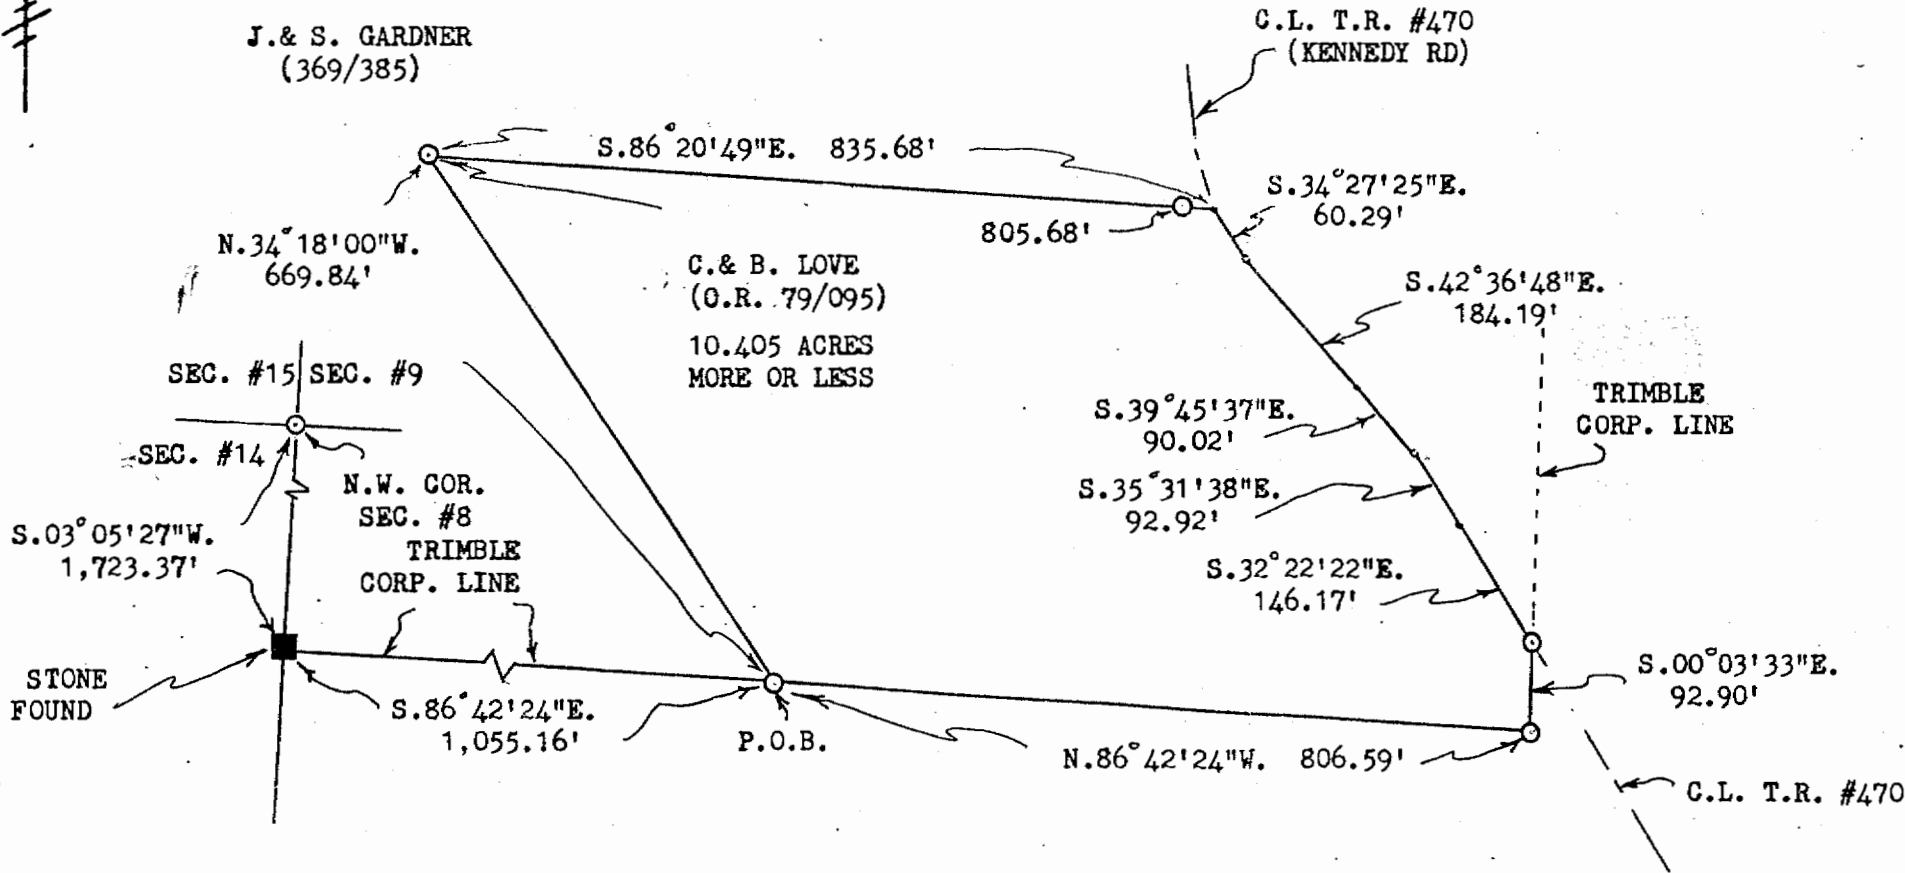 J.& S. GARDNER
(369/385)
C.L. T.R. #470
(KENNEDY RD)
S.86°20'49"E. 835.68'
S.34°27'25"E.
60.29'
805.68'
N.34°18'00"W.
669.84'
C.& B. LOVE
(O.R. 79/095)
10.405 ACRES
MORE OR LESS
S.42°36'48"E.
184.19'
SEC. #15
SEC. #9
TRIMBLE
CORP. LINE
S.39°45'37"E.
90.02'
SEC. #14
N.W. COR.
SEC. #8
S.35°31'38"E.
92.92'
S.03°05'27"W.
1,723.37'
TRIMBLE
CORP. LINE
S.32°22'22"E.
146.17'
STONE
FOUND
S.00°03'33"E.
92.90'
S.86°42'24"E.
1,055.16'
P.O.B.
N.86°42'24"W. 806.59'
C.L. T.R. #470